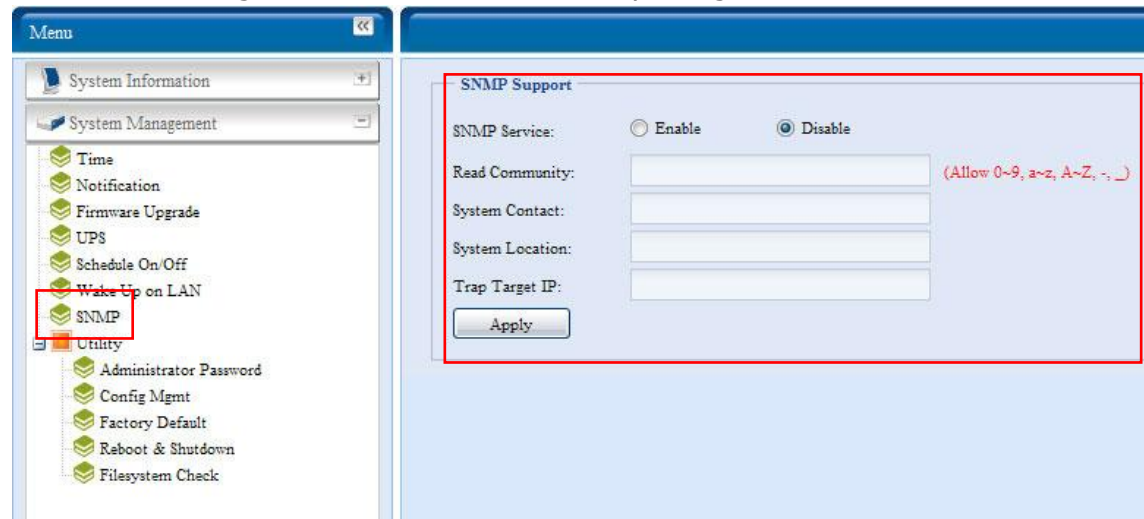 Menu
System Information
System Management
Time
Notification
Firmware Upgrade
UPS
Schedule On/Off
Wake Up on LAN
SNMP
Utility
Administrator Password
Config Mgmt
Factory Default
Reboot & Shutdown
Filesystem Check
SNMP Support
SNMP Service: Enable Disable
Read Community: (Allow 0~9, a~z, A~Z, -, _)
System Contact:
System Location:
Trap Target IP:
Apply